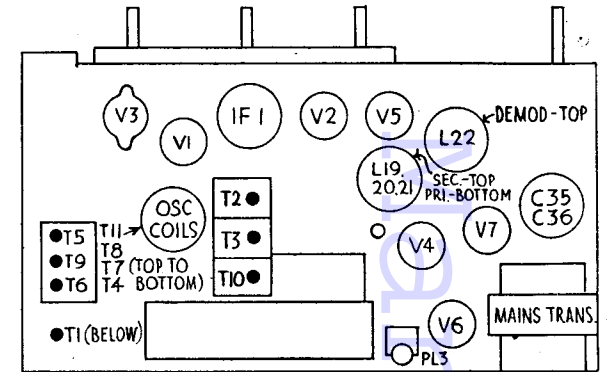 V3
V1
IF 1
V2
V5
L22
DEMOD-TOP
L19.
20.21
SEC.-TOP
PRI.-BOTTOM
C35
C36
OSC
COILS
T2
T3
T10
T5
T9
T6
T11
T8
T7 (TOP TO
T4 BOTTOM)
V4
V7
T1 (BELOW)
V6
MAINS TRANS.
PL3